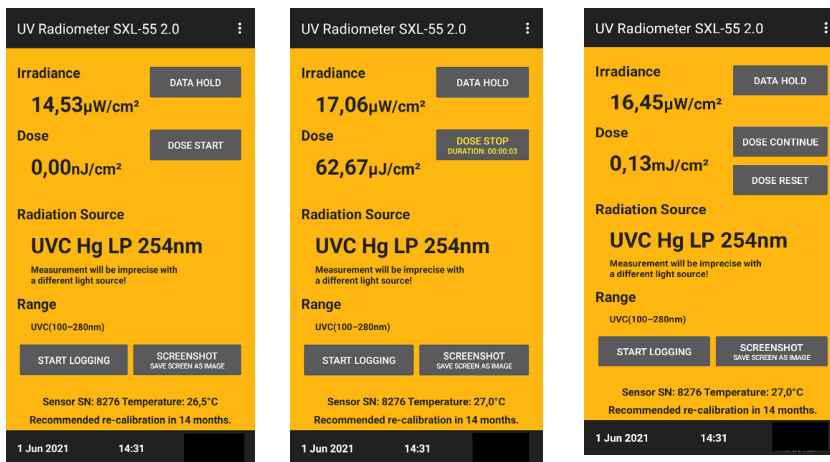 UV Radiometer SXL-55 2.0
Irradiance
DATA HOLD
14,53µW/cm²
Dose
DOSE START
0,00nJ/cm²
Radiation Source
UVC Hg LP 254nm
Measurement will be imprecise with
a different light source!
Range
UVC(100–280nm)
START LOGGING
SCREENSHOT
SAVE SCREEN AS IMAGE
Sensor SN: 8276 Temperature: 26,5°C
Recommended re-calibration in 14 months.
1 Jun 2021 14:31
UV Radiometer SXL-55 2.0
Irradiance
DATA HOLD
17,06µW/cm²
Dose
DOSE STOP
DURATION: 00:00:03
62,67µJ/cm²
Radiation Source
UVC Hg LP 254nm
Measurement will be imprecise with
a different light source!
Range
UVC(100–280nm)
START LOGGING
SCREENSHOT
SAVE SCREEN AS IMAGE
Sensor SN: 8276 Temperature: 27,0°C
Recommended re-calibration in 14 months.
1 Jun 2021 14:31
UV Radiometer SXL-55 2.0
Irradiance
DATA HOLD
16,45µW/cm²
Dose
DOSE CONTINUE
0,13mJ/cm²
DOSE RESET
Radiation Source
UVC Hg LP 254nm
Measurement will be imprecise with
a different light source!
Range
UVC(100–280nm)
START LOGGING
SCREENSHOT
SAVE SCREEN AS IMAGE
Sensor SN: 8276 Temperature: 27,0°C
Recommended re-calibration in 14 months.
1 Jun 2021 14:31